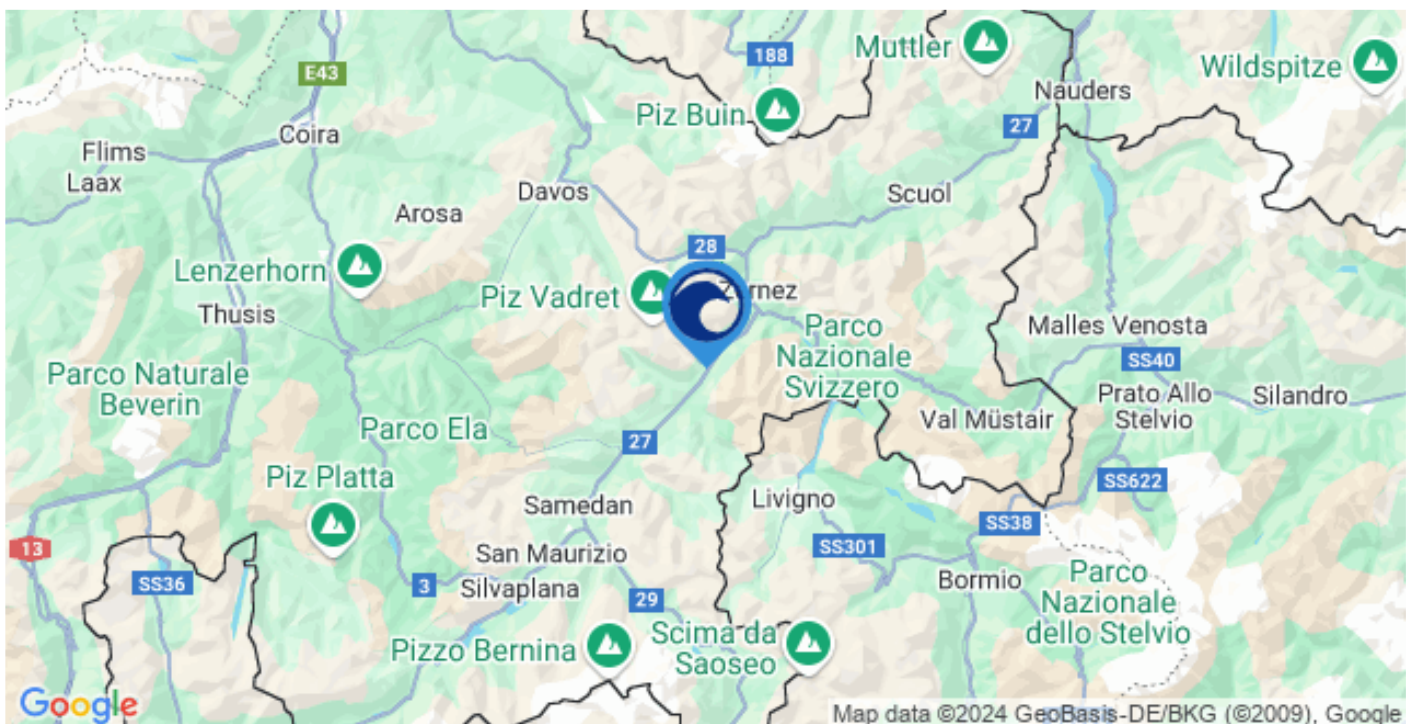 188
Muttler
Wildspitze
E43
Nauders
Piz Buin
27
Coira
Flims
Laax
Davos
Scuol
Arosa
28
Lenzerhorn
Piz Vadret
Zernez
Thusis
Parco
Nazionale
Svizzero
Malles Venosta
SS40
Parco Naturale
Beverin
Prato Allo
Stelvio
Silandro
Val Müstair
Parco Ela
27
Piz Platta
SS622
Samedan
Livigno
SS38
13
San Maurizio
SS301
SS36
3
Silvaplana
29
Bormio
Parco
Nazionale
dello Stelvio
Pizzo Bernina
Scima da
Saoseo
Google
Map data ©2024 GeoBasis-DE/BKG (©2009), Google